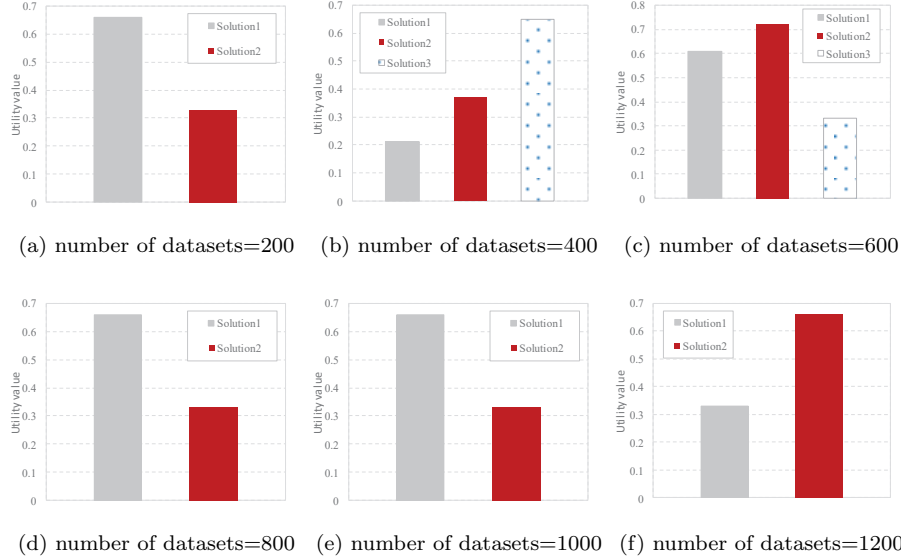 0.7
0.6
0.5
0.4
0.3
0.2
0.1
0
Utility value
Solution1
Solution2
(a) number of datasets=200
0.7
0.6
0.5
0.4
0.3
0.2
0.1
0
Utility value
Solution1
Solution2
Solution3
(b) number of datasets=400
0.8
0.7
0.6
0.5
0.4
0.3
0.2
0.1
0
Utility value
Solution1
Solution2
Solution3
(c) number of datasets=600
0.7
0.6
0.5
0.4
0.3
0.2
0.1
0
Utility value
Solution1
Solution2
(d) number of datasets=800
0.7
0.6
0.5
0.4
0.3
0.2
0.1
0
Utility value
Solution1
Solution2
(e) number of datasets=1000
0.7
0.6
0.5
0.4
0.3
0.2
0.1
0
Utility value
Solution1
Solution2
(f) number of datasets=1200